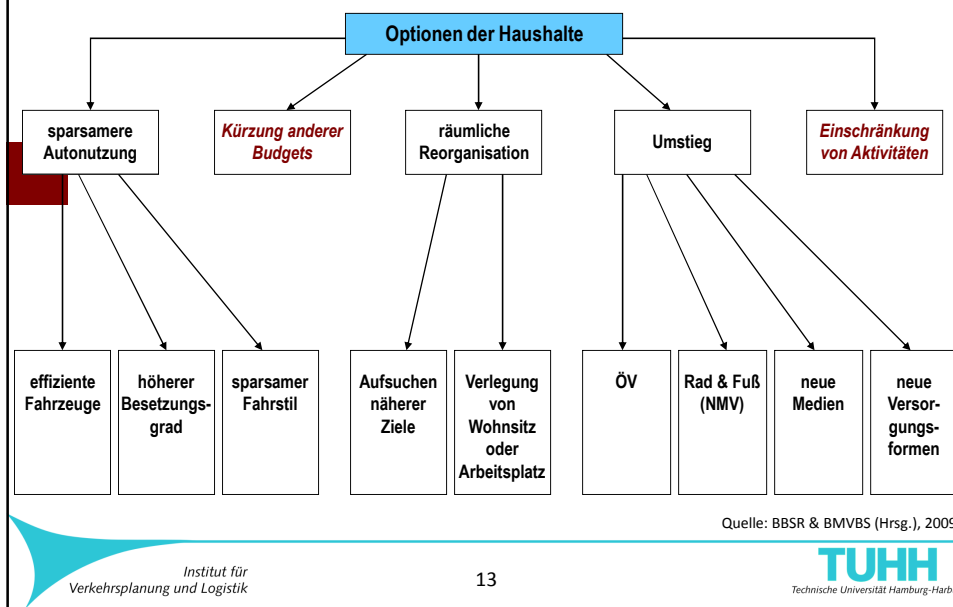 Optionen der Haushalte
sparsamere
Autonutzung
Kürzung anderer
Budgets
räumliche
Reorganisation
Umstieg
Einschränkung
von Aktivitäten
effiziente
Fahrzeuge
höherer
Besetzungs-
grad
sparsamer
Fahrstil
Aufsuchen
näherer
Ziele
Verlegung
von
Wohnsitz
oder
Arbeitsplatz
ÖV
Rad & Fuß
(NMV)
neue
Medien
neue
Versor-
gungs-
formen
Quelle: BBSR & BMVBS (Hrsg.), 2009
Institut für
Verkehrsplanung und Logistik
13
TUHH
Technische Universität Hamburg-Harb